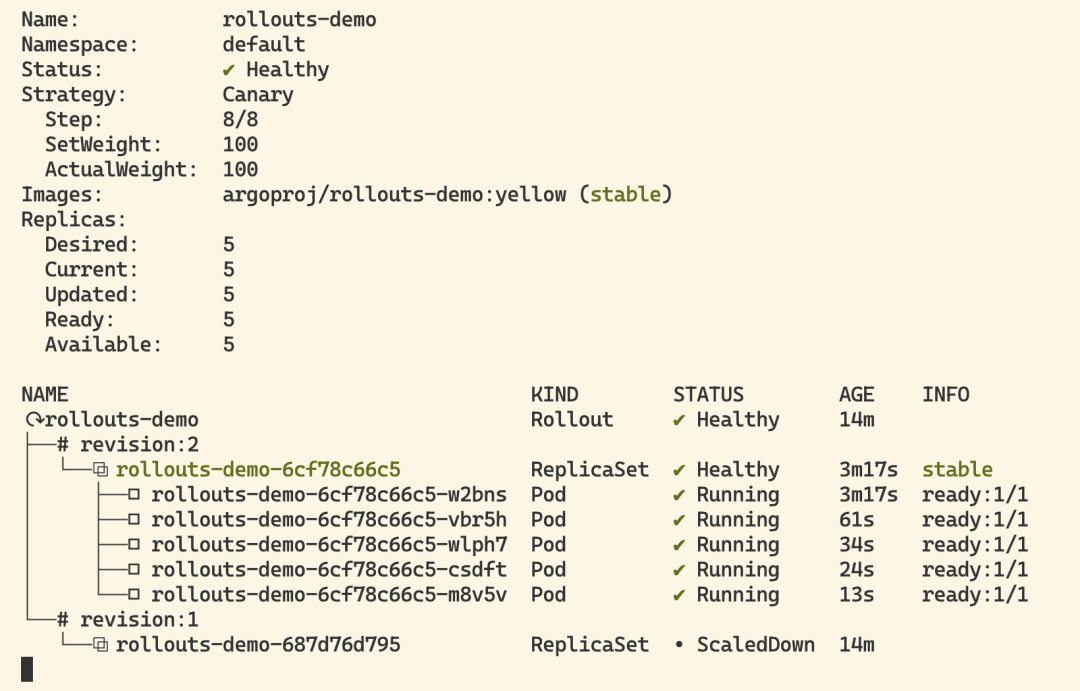 Name: rollouts-demo
Namespace: default
Status: ✔ Healthy
Strategy: Canary
  Step: 8/8
  SetWeight: 100
  ActualWeight: 100
Images: argoproj/rollouts-demo:yellow (stable)
Replicas:
  Desired: 5
  Current: 5
  Updated: 5
  Ready: 5
  Available: 5

NAME KIND STATUS AGE INFO
⟳rollouts-demo Rollout ✔ Healthy 14m
├──# revision:2
│  └──⧉ rollouts-demo-6cf78c66c5 ReplicaSet ✔ Healthy 3m17s stable
│     ├──□ rollouts-demo-6cf78c66c5-w2bns Pod ✔ Running 3m17s ready:1/1
│     ├──□ rollouts-demo-6cf78c66c5-vbr5h Pod ✔ Running 61s ready:1/1
│     ├──□ rollouts-demo-6cf78c66c5-wlph7 Pod ✔ Running 34s ready:1/1
│     ├──□ rollouts-demo-6cf78c66c5-csdft Pod ✔ Running 24s ready:1/1
│     └──□ rollouts-demo-6cf78c66c5-m8v5v Pod ✔ Running 13s ready:1/1
└──# revision:1
   └──⧉ rollouts-demo-687d76d795 ReplicaSet • ScaledDown 14m